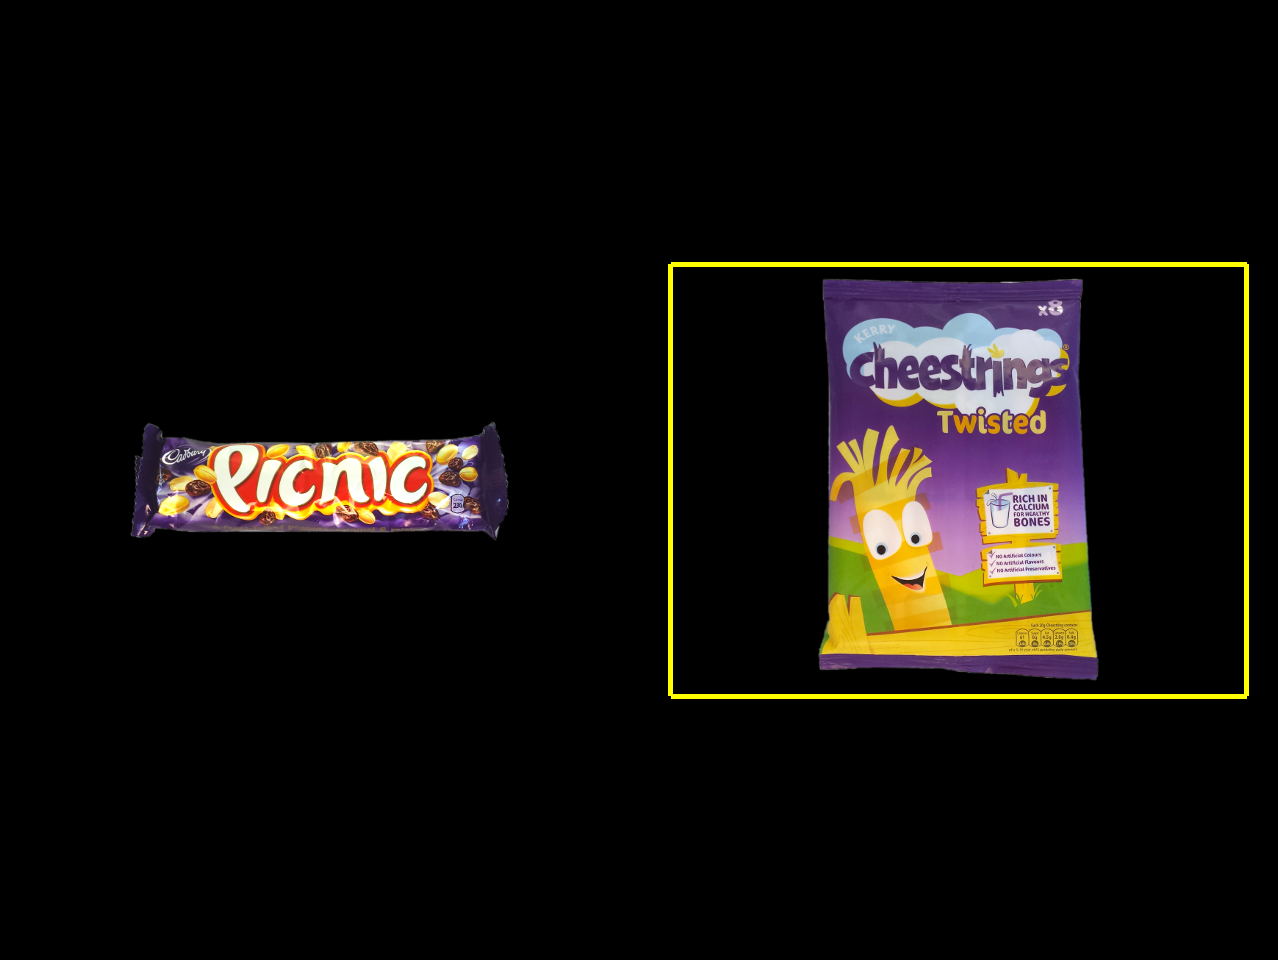 Cadbury
Picnic
x8
KERRY
Cheestrings®
Twisted
RICH IN
CALCIUM
FOR HEALTHY
BONES
NO Artificial Colours
NO Artificial Flavours
NO Artificial Preservatives